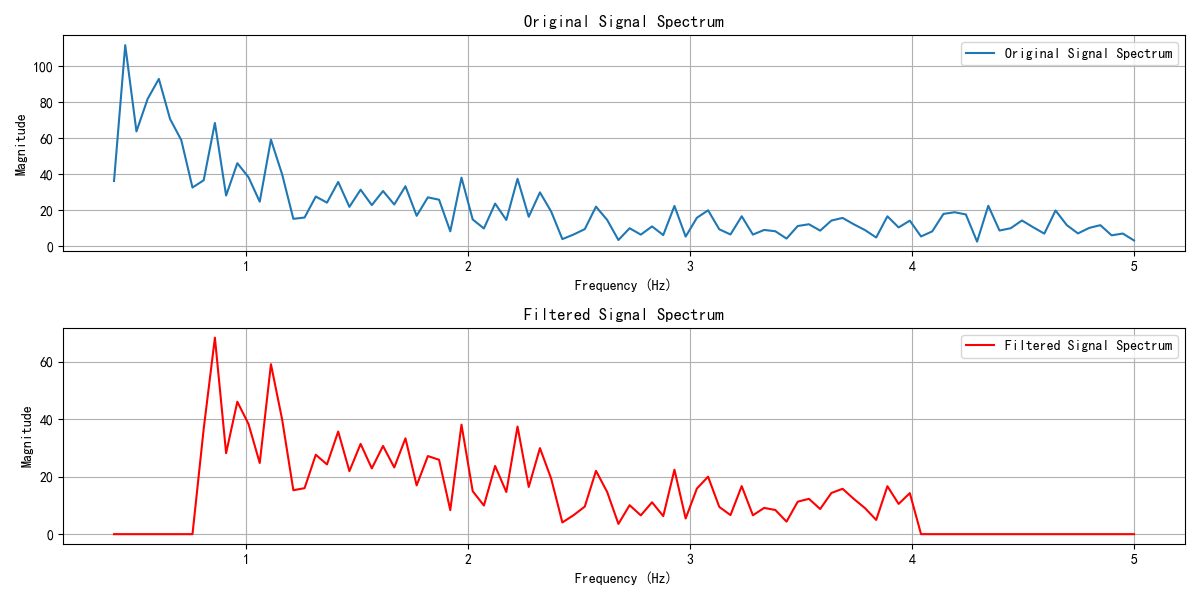 Original Signal Spectrum
Original Signal Spectrum
Magnitude
100
80
60
40
20
0
1 2 3 4 5
Frequency (Hz)
Filtered Signal Spectrum
Filtered Signal Spectrum
Magnitude
60
40
20
0
1 2 3 4 5
Frequency (Hz)